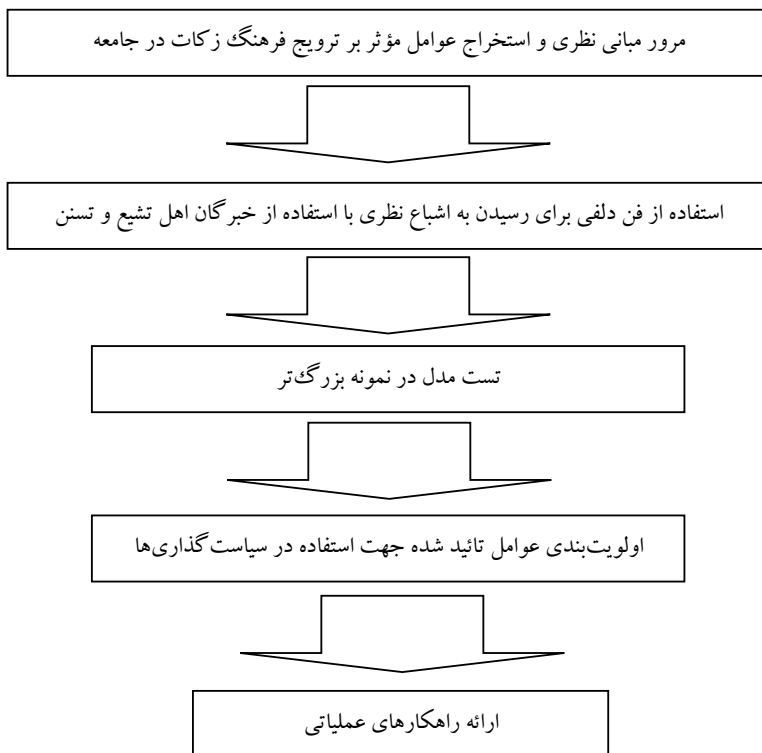 مرور مبانی نظری و استخراج عوامل مؤثر بر ترویج فرهنگ زکات در جامعه
استفاده از فن دلفی برای رسیدن به اشباع نظری با استفاده از خبرگان اهل تشیع و تسنن
تست مدل در نمونه بزرگ‌تر
اولویت‌بندی عوامل تائید شده جهت استفاده در سیاست‌گذاری‌ها
ارائه راهکارهای عملیاتی